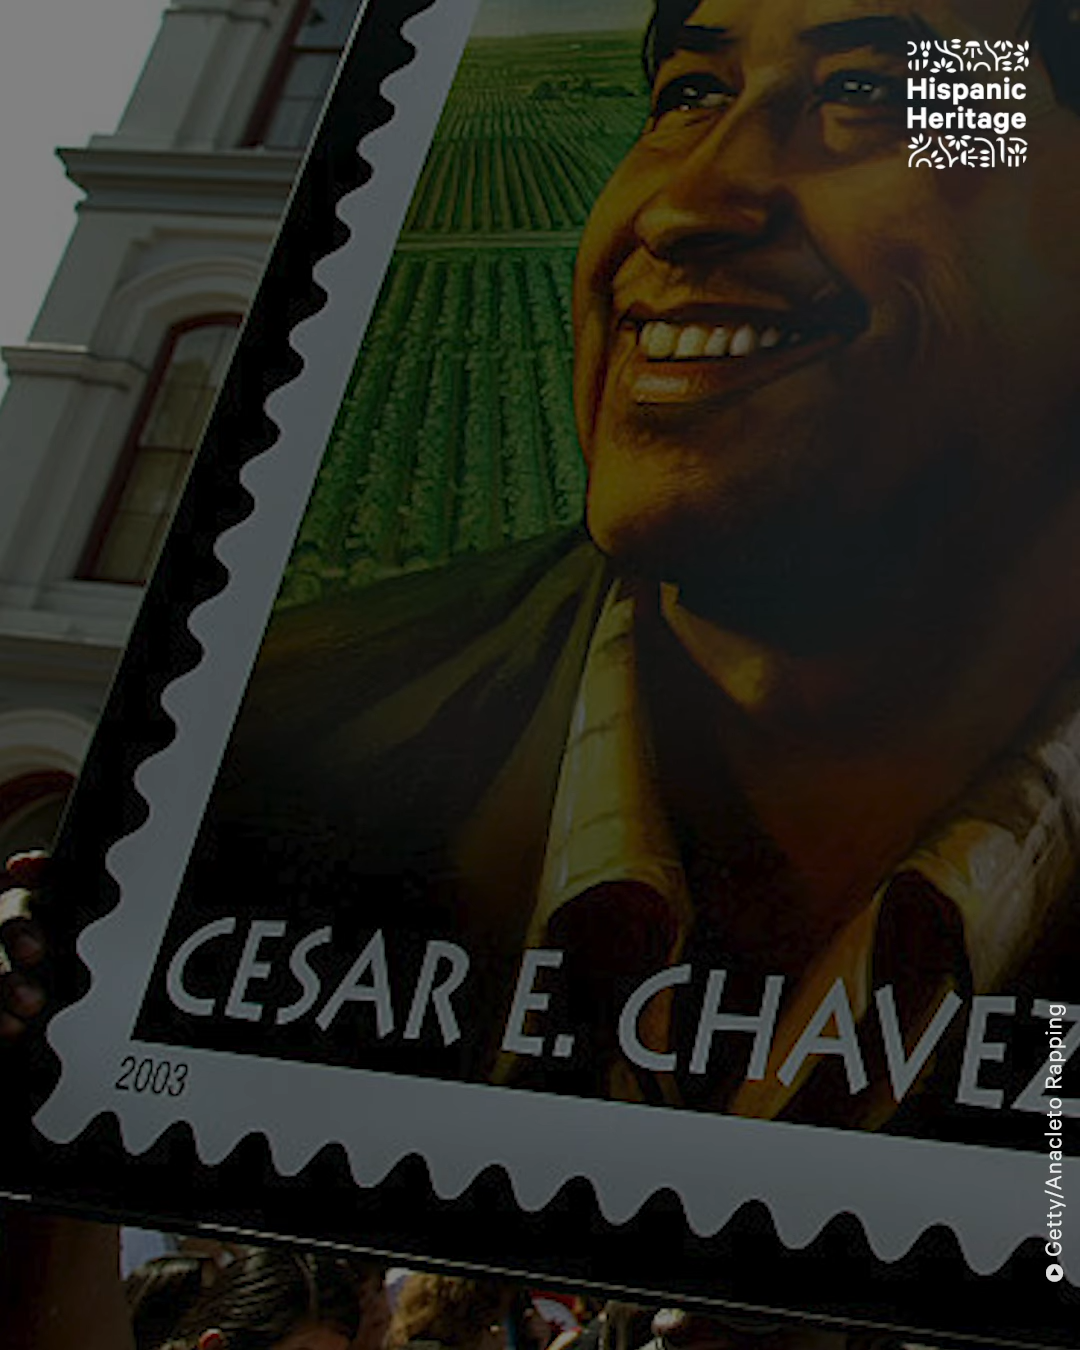 Hispanic
Heritage
CESAR E. CHAVEZ
2003
Getty/Anacleto Rapping